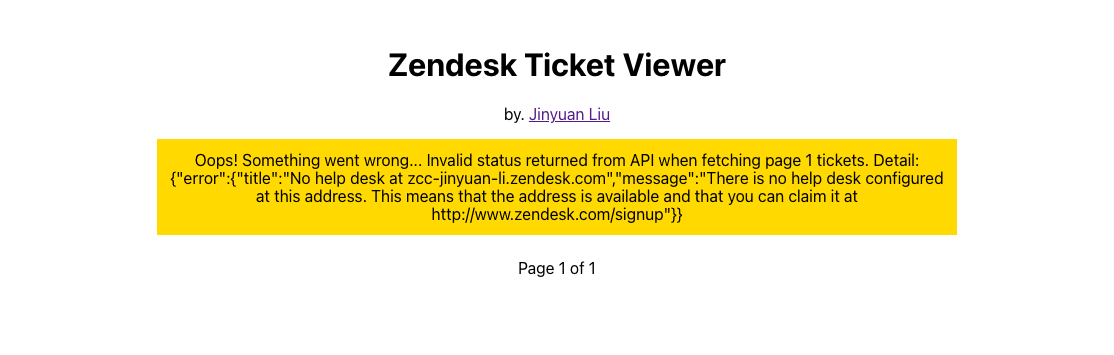 Zendesk Ticket Viewer
by. Jinyuan Liu
Oops! Something went wrong... Invalid status returned from API when fetching page 1 tickets. Detail:
{"error":{"title":"No help desk at zcc-jinyuan-li.zendesk.com","message":"There is no help desk configured
at this address. This means that the address is available and that you can claim it at
http://www.zendesk.com/signup"}}
Page 1 of 1